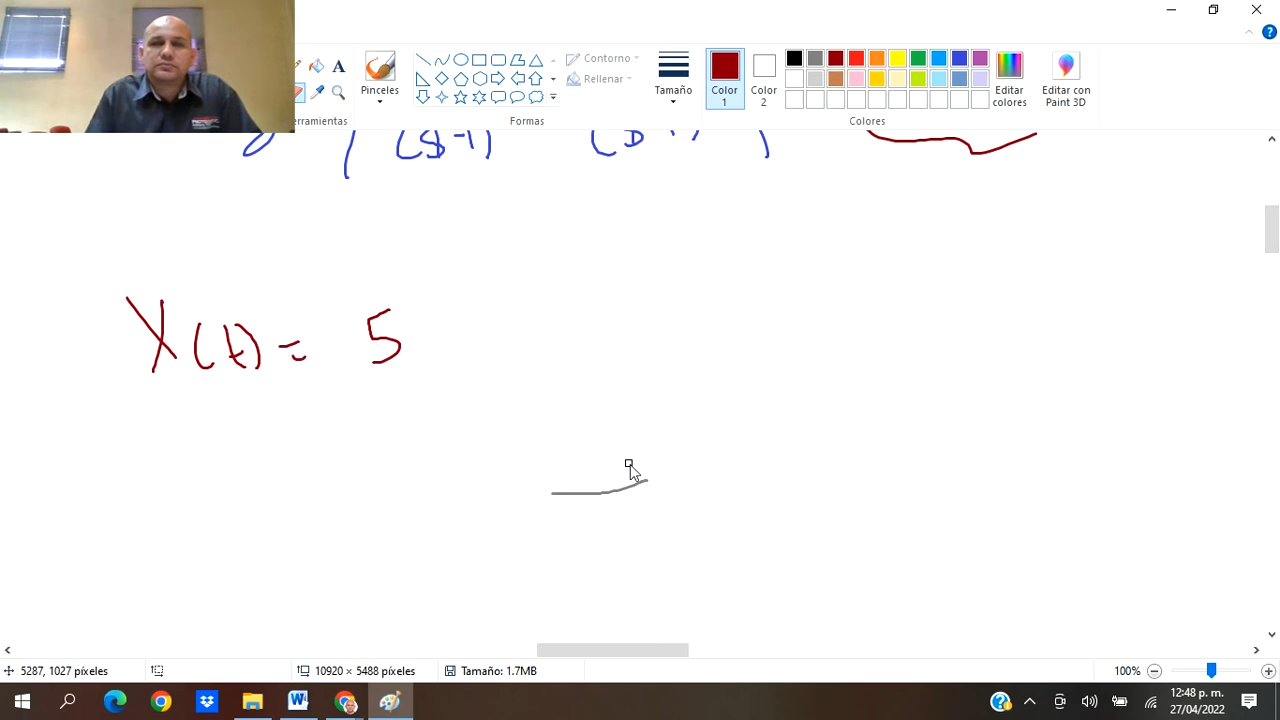 Pinceles
Contorno
Rellenar
Tamaño
Color 1
Color 2
Editar colores
Editar con Paint 3D
erramientas
Formas
Colores
X(t) = 5
5287, 1027 píxeles
10920 × 5488 píxeles
Tamaño: 1.7MB
100%
12:48 p. m.
27/04/2022